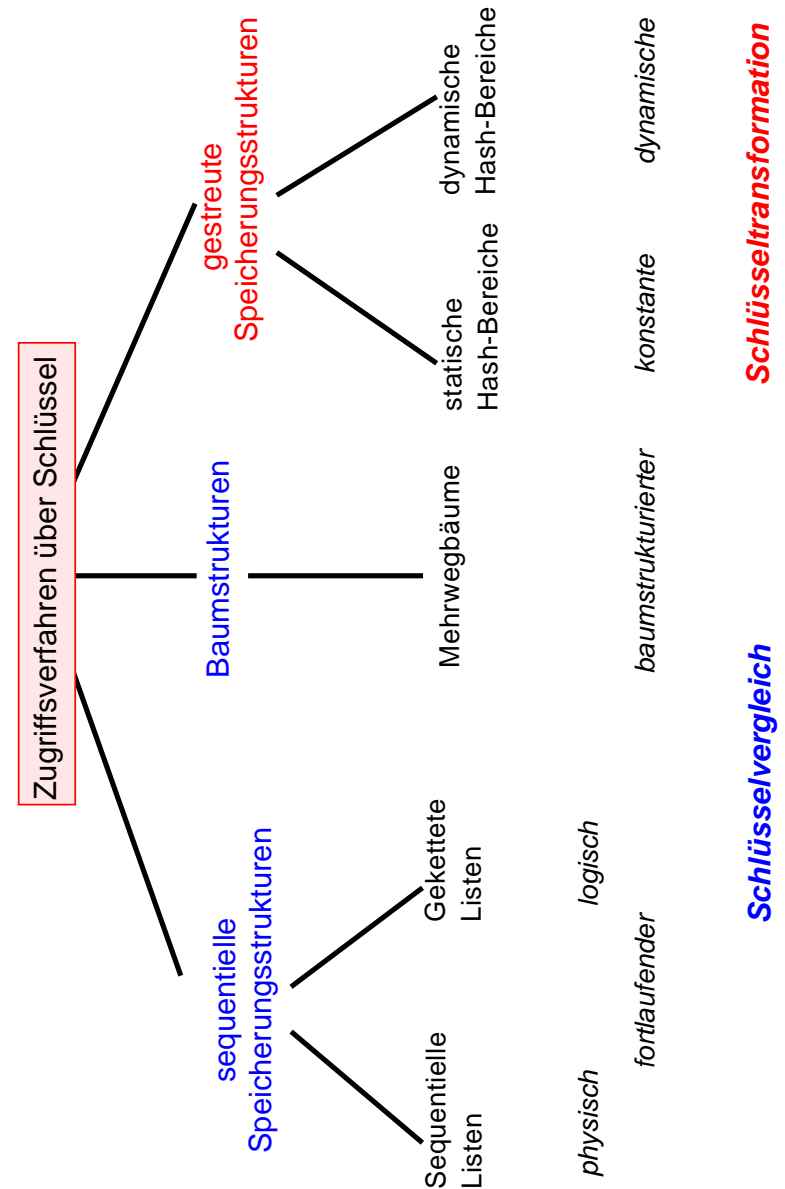 Zugriffsverfahren über Schlüssel
sequentielle
Speicherungsstrukturen
Baumstrukturen
gestreute
Speicherungsstrukturen
Sequentielle
Listen
Gekettete
Listen
Mehrwegbäume
statische
Hash-Bereiche
dynamische
Hash-Bereiche
physisch
logisch
fortlaufender
baumstrukturierter
konstante
dynamische
Schlüsselvergleich
Schlüsseltransformation